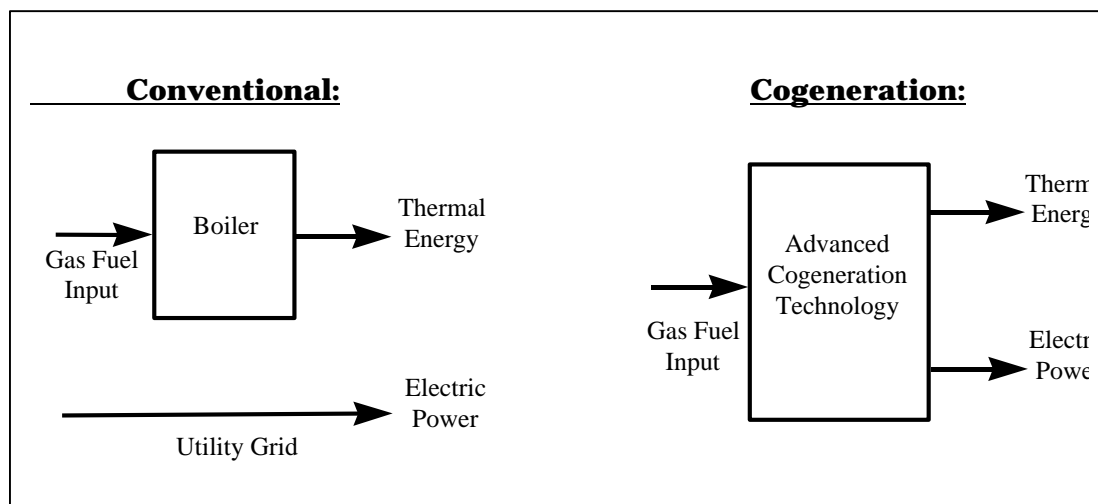 Conventional:
Cogeneration:
Boiler
Gas Fuel
Input
Thermal
Energy
Electric
Power
Utility Grid
Advanced
Cogeneration
Technology
Gas Fuel
Input